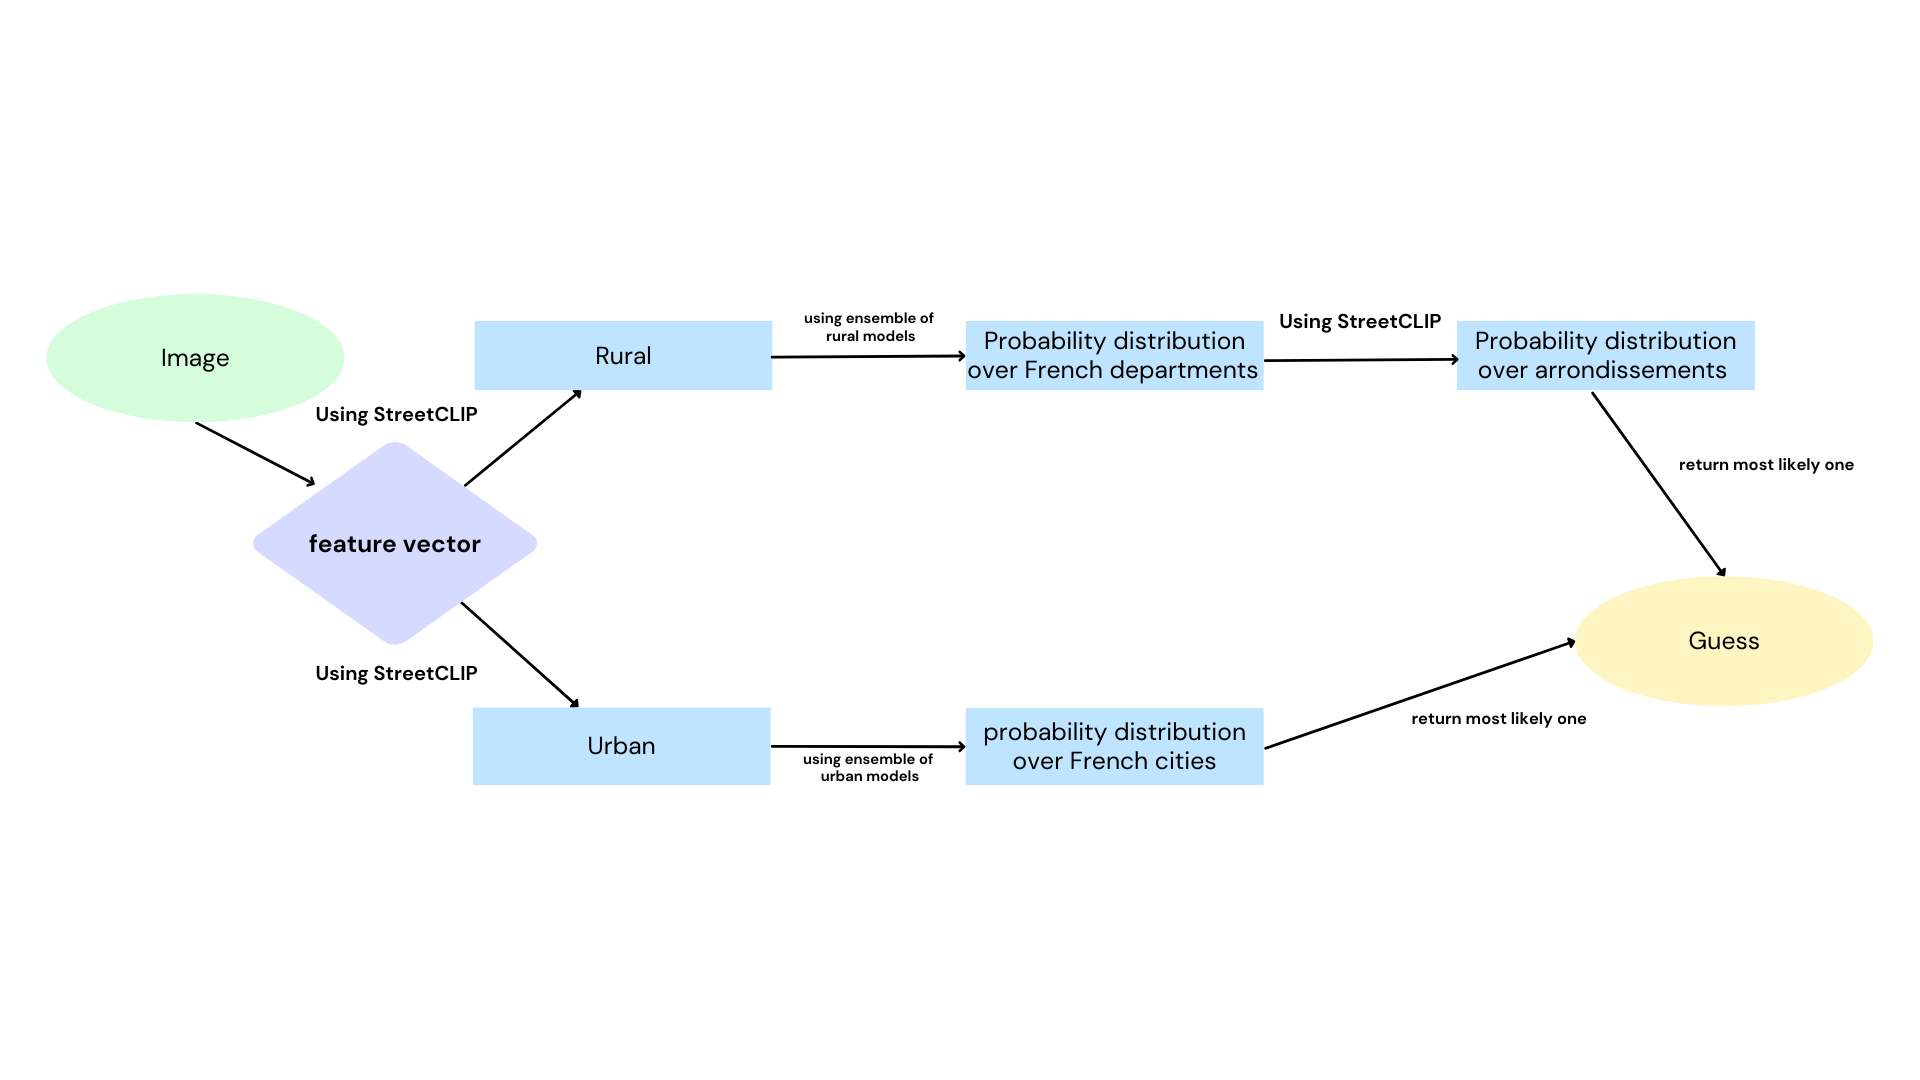 Image
Using StreetCLIP
feature vector
Using StreetCLIP
Rural
using ensemble of
rural models
Probability distribution
over French departments
Using StreetCLIP
Probability distribution
over arrondissements
return most likely one
Urban
using ensemble of
urban models
probability distribution
over French cities
return most likely one
Guess